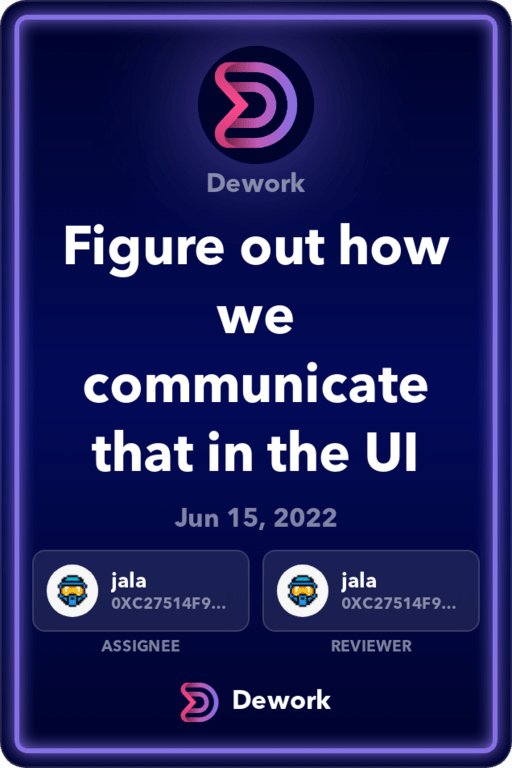 Dework
Figure out how
we
communicate
that in the UI
Jun 15, 2022
jala
0XC27514F9...
ASSIGNEE
jala
0XC27514F9...
REVIEWER
Dework